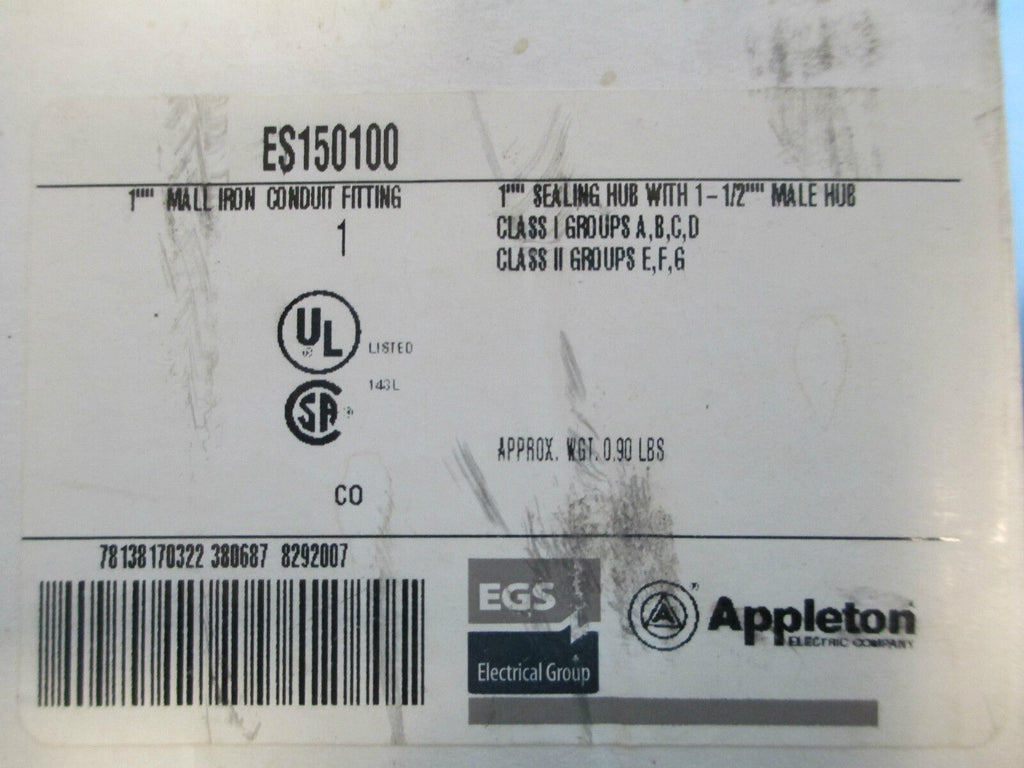 ES150100
1"" MALL IRON CONDUIT FITTING
1
1"" SEALING HUB WITH 1-1/2"" MALE HUB
CLASS I GROUPS A,B,C,D
CLASS II GROUPS E,F,G
UL ®
LISTED
143L
SA ®
CO
APPROX. WGT. 0.90 LBS
78138170322 380687 8292007
EGS
Electrical Group
A
Appleton
ELECTRIC COMPANY